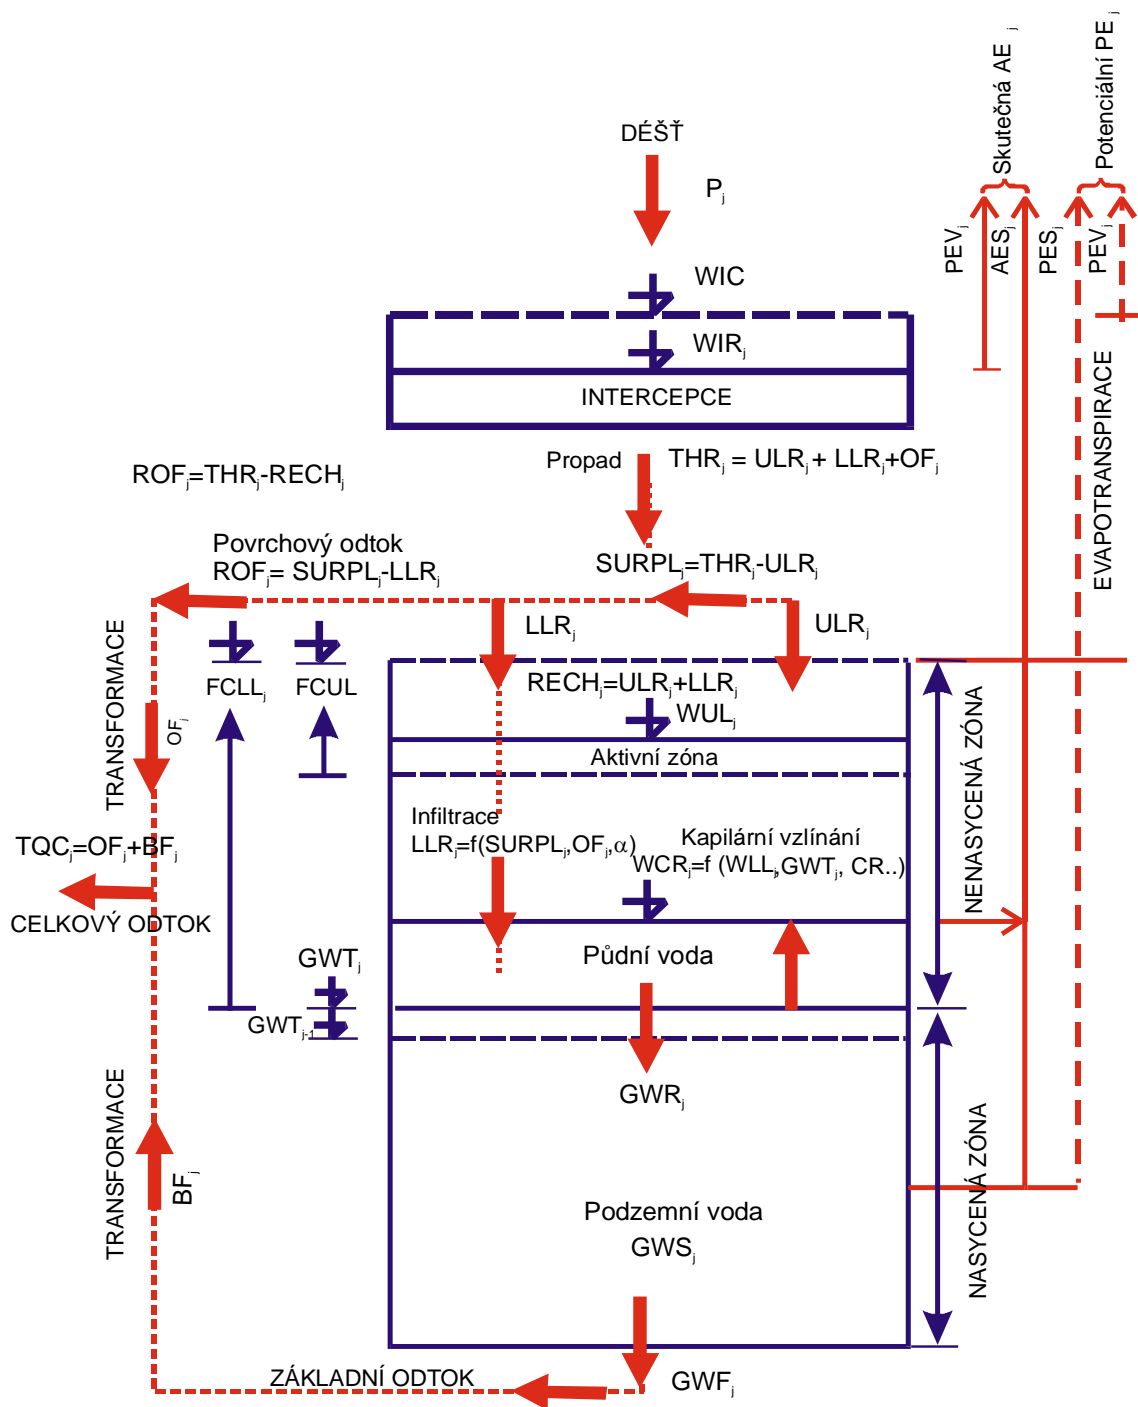 Skutečná AE j
Potenciální PE j
DÉŠŤ
Pj
PEVj
AESj
PESj
PEVj
WIC
WIRj
INTERCEPCE
EVAPOTRANSPIRACE
Propad
THRj = ULRj + LLRj+OFj
ROFj=THRj-RECHj
Povrchový odtok
ROFj= SURPLj-LLRj
SURPLj=THRj-ULRj
LLRj
ULRj
FCLLj
FCUL
RECHj=ULRj+LLRj
WULj
Aktivní zóna
TRANSFORMACE
OFj
NENASYCENÁ ZÓNA
Infiltrace
LLRj=f(SURPLj,OFj,α)
Kapilární vzlínání
WCRj=f (WLLj,GWTj, CR..)
TQCj=OFj+BFj
CELKOVÝ ODTOK
GWTj
Půdní voda
GWTj-1
GWRj
TRANSFORMACE
BFj
NASYCENÁ ZÓNA
Podzemní voda
GWSj
ZÁKLADNÍ ODTOK
GWFj